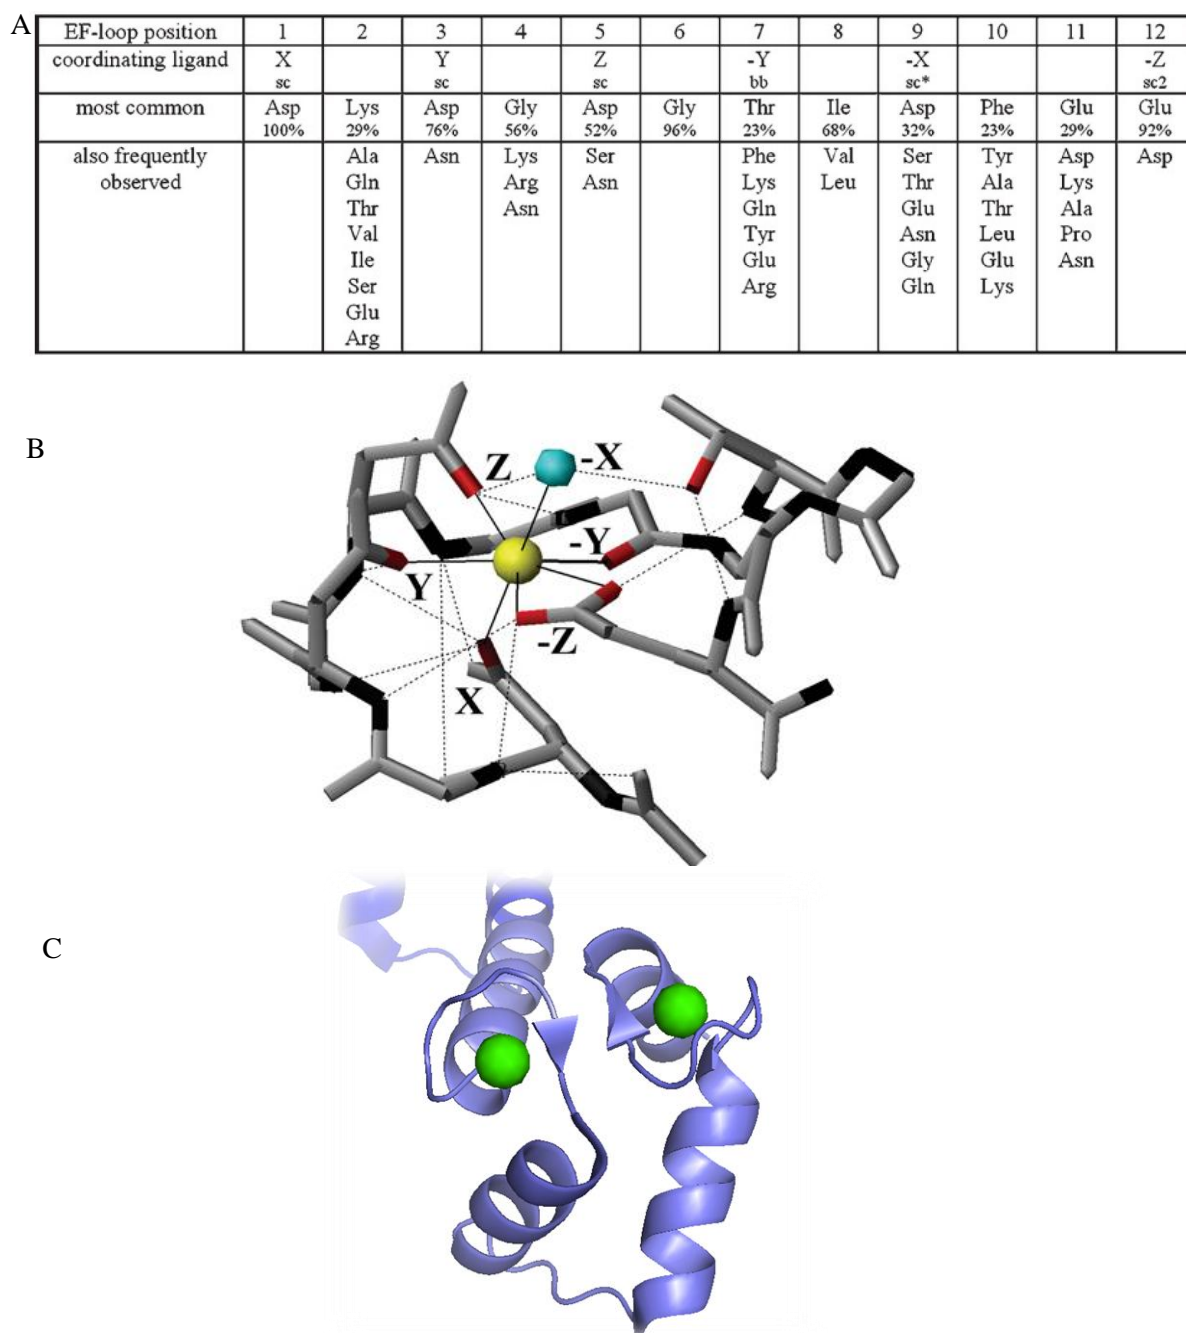 A
EF-loop position 1 2 3 4 5 6 7 8 9 10 11 12
coordinating ligand X Y Z -Y -X -Z
sc sc sc bb sc* sc2
most common Asp Lys Asp Gly Asp Gly Thr Ile Asp Phe Glu Glu
100% 29% 76% 56% 52% 96% 23% 68% 32% 23% 29% 92%
also frequently Ala Asn Lys Ser Phe Val Ser Tyr Asp Asp
observed Gln Arg Asn Lys Leu Thr Ala Lys
Thr Asn Gln Glu Thr Ala
Val Tyr Asn Leu Pro
Ile Glu Gly Glu Asn
Ser Arg Gln Lys
Glu
Arg
B
Z -X
-Y
Y
-Z
X
C